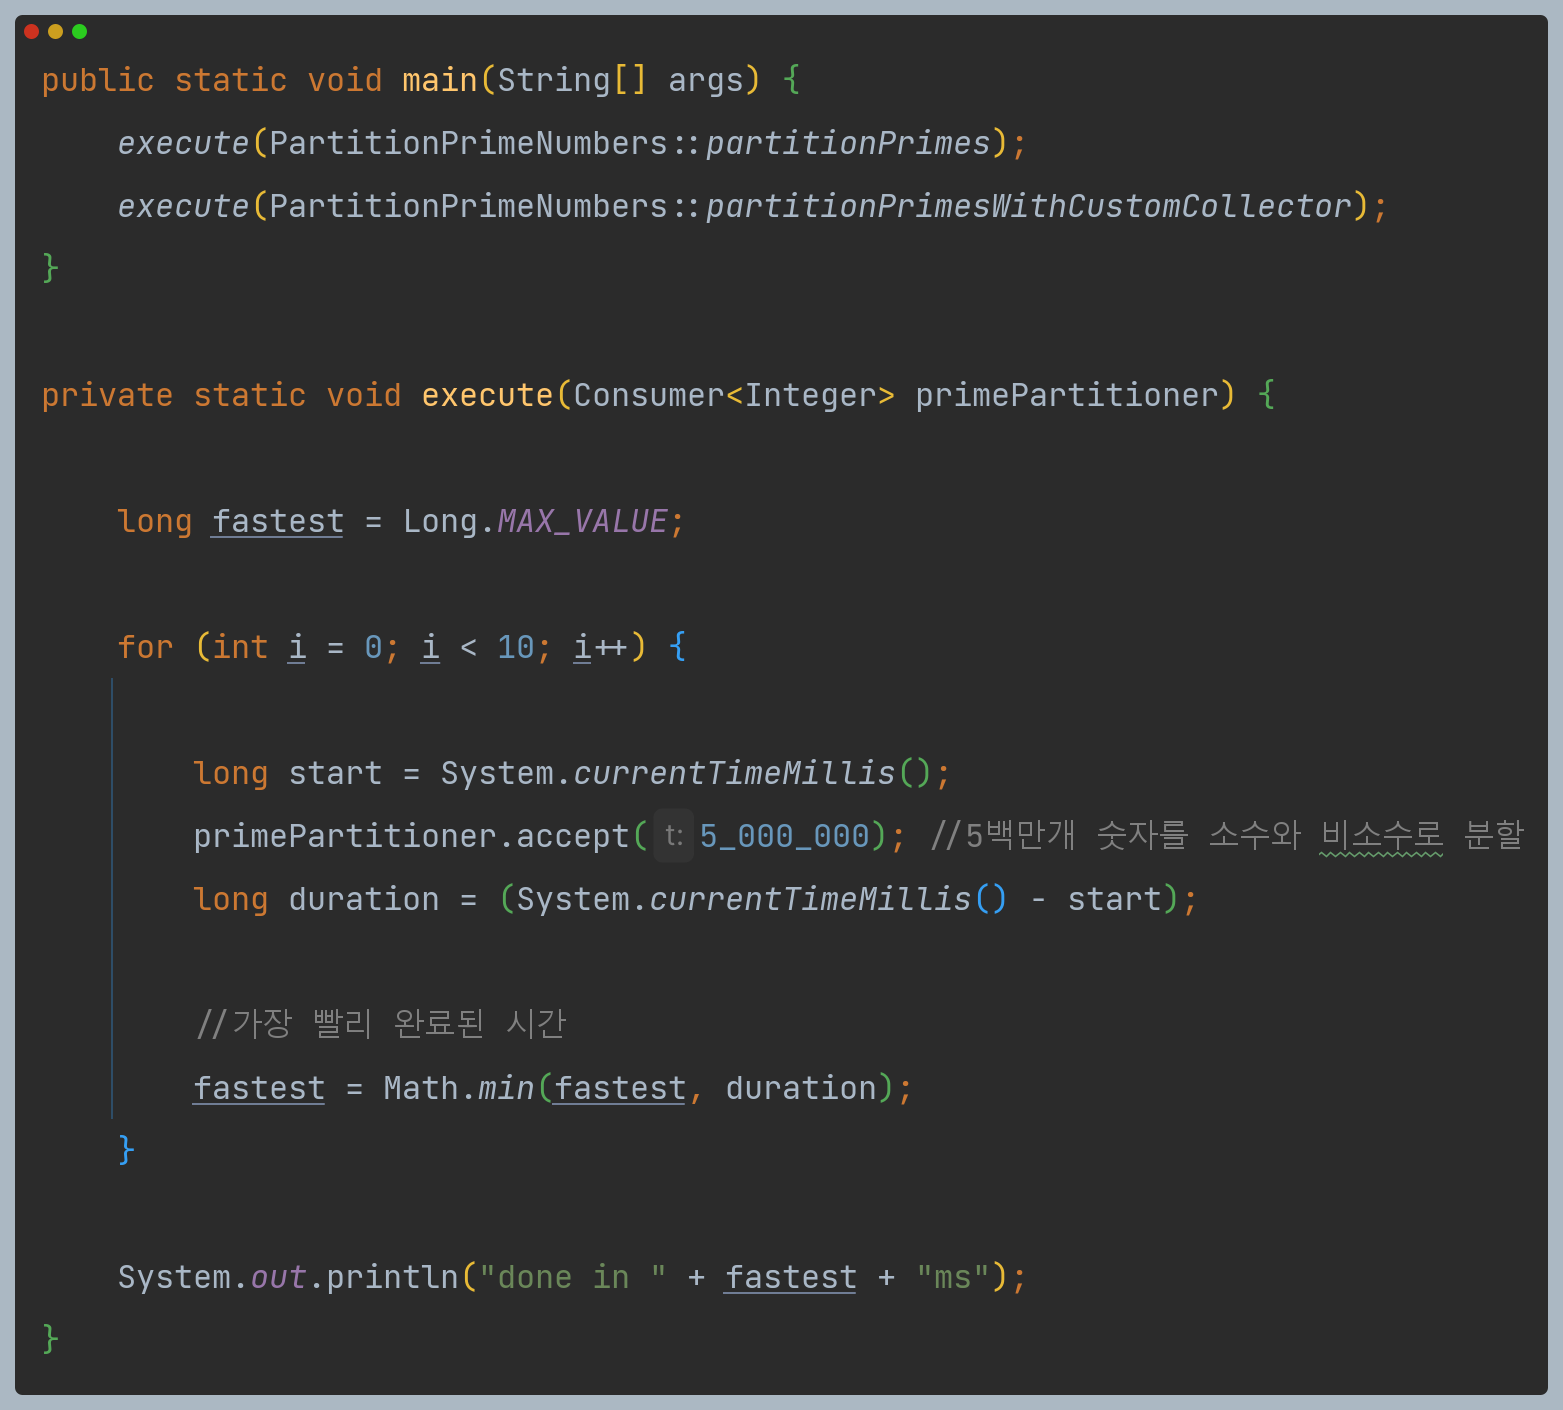 public static void main(String[] args) {
execute(PartitionPrimeNumbers::partitionPrimes);
execute(PartitionPrimeNumbers::partitionPrimesWithCustomCollector);
}
private static void execute(Consumer<Integer> primePartitioner) {
long fastest = Long.MAX_VALUE;
for (int i = 0; i < 10; i++) {
long start = System.currentTimeMillis();
primePartitioner.accept( t: 5_000_000); //5백만개 숫자를 소수와 비소수로 분할
long duration = (System.currentTimeMillis() - start);
//가장 빨리 완료된 시간
fastest = Math.min(fastest, duration);
}
System.out.println("done in " + fastest + "ms");
}